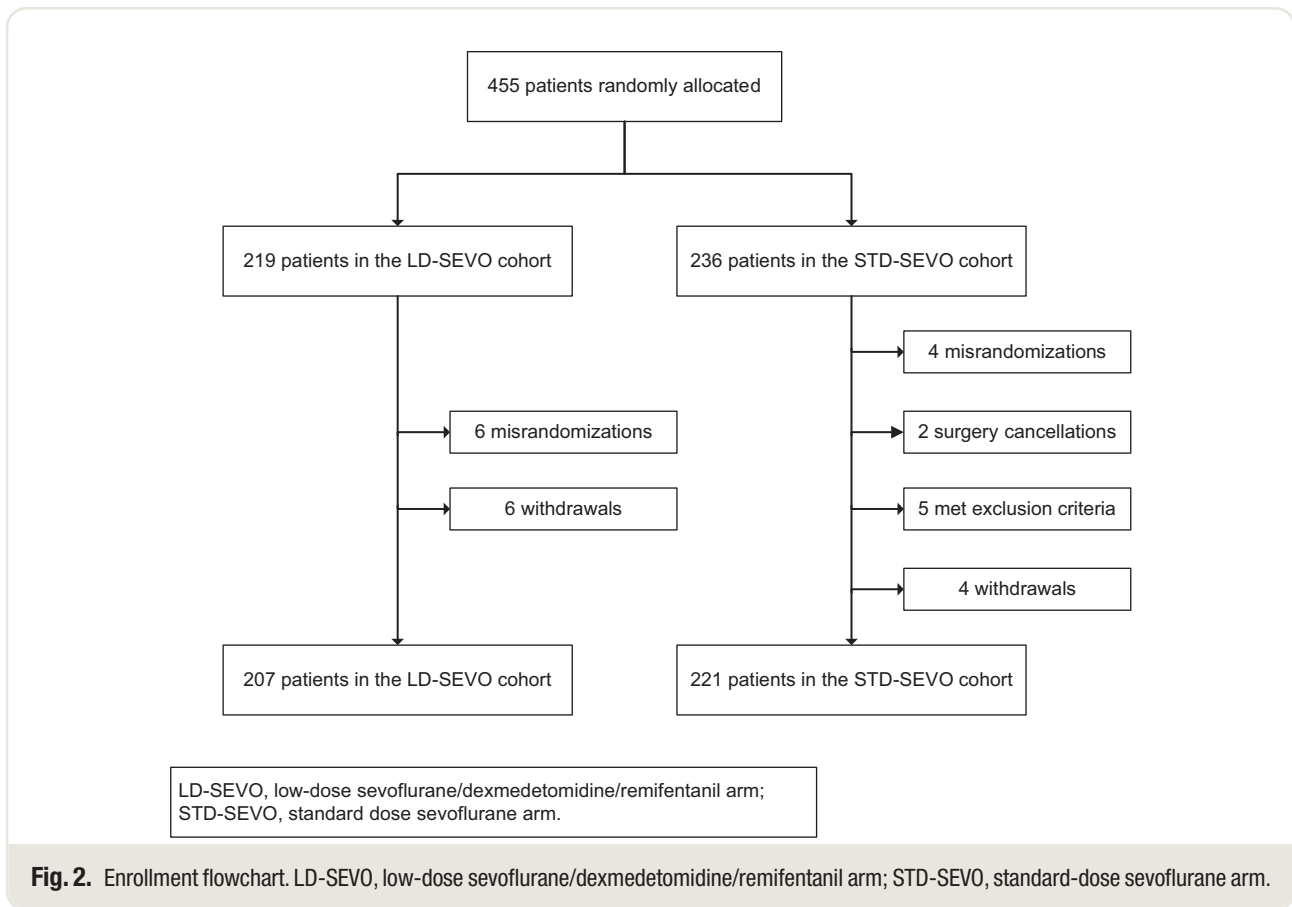 455 patients randomly allocated
219 patients in the LD-SEVO cohort
236 patients in the STD-SEVO cohort
4 misrandomizations
6 misrandomizations
2 surgery cancellations
6 withdrawals
5 met exclusion criteria
4 withdrawals
207 patients in the LD-SEVO cohort
221 patients in the STD-SEVO cohort
LD-SEVO, low-dose sevoflurane/dexmedetomidine/remifentanil arm;
STD-SEVO, standard dose sevoflurane arm.
Fig. 2. Enrollment flowchart. LD-SEVO, low-dose sevoflurane/dexmedetomidine/remifentanil arm; STD-SEVO, standard-dose sevoflurane arm.